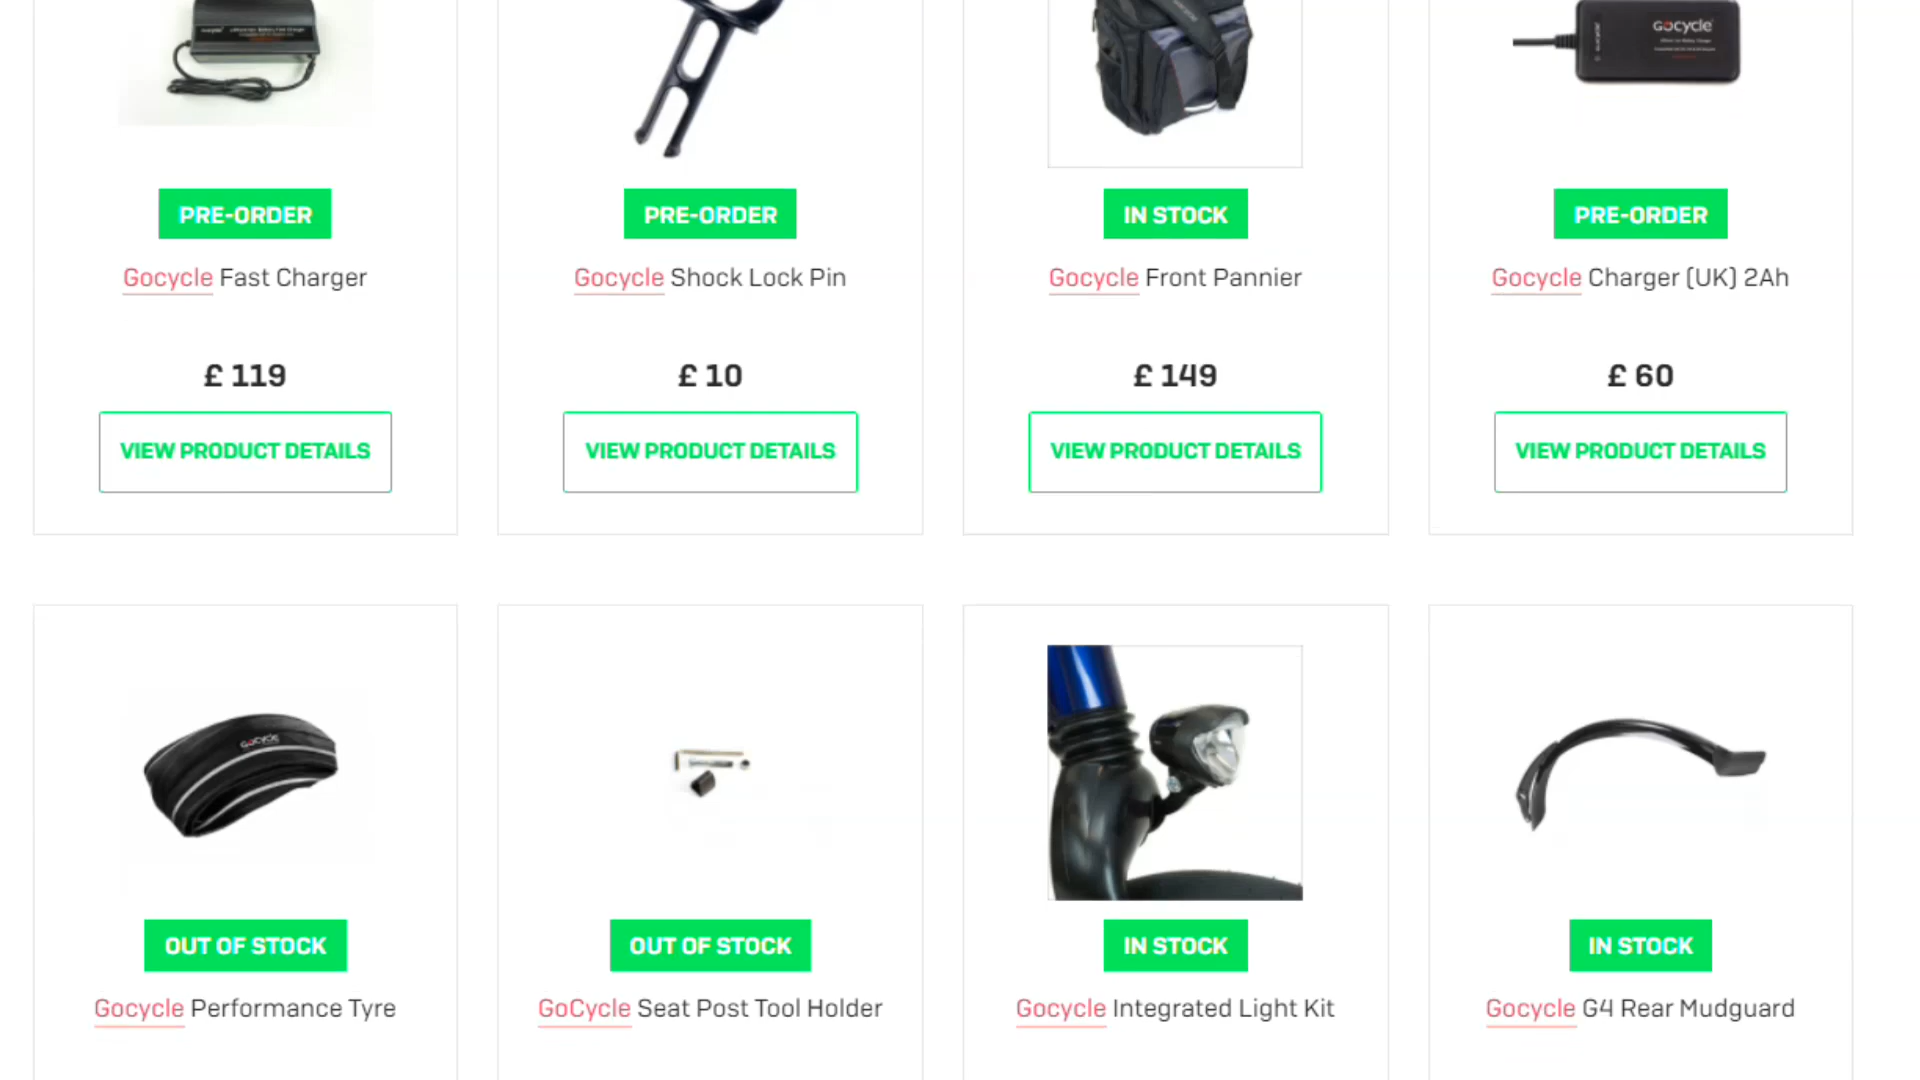 GOcycle
PRE-ORDER
PRE-ORDER
IN STOCK
PRE-ORDER
Gocycle Fast Charger
Gocycle Shock Lock Pin
Gocycle Front Pannier
Gocycle Charger (UK) 2Ah
£ 119
£ 10
£ 149
£ 60
VIEW PRODUCT DETAILS
VIEW PRODUCT DETAILS
VIEW PRODUCT DETAILS
VIEW PRODUCT DETAILS
Gocycle
OUT OF STOCK
OUT OF STOCK
IN STOCK
IN STOCK
Gocycle Performance Tyre
GoCycle Seat Post Tool Holder
Gocycle Integrated Light Kit
Gocycle G4 Rear Mudguard